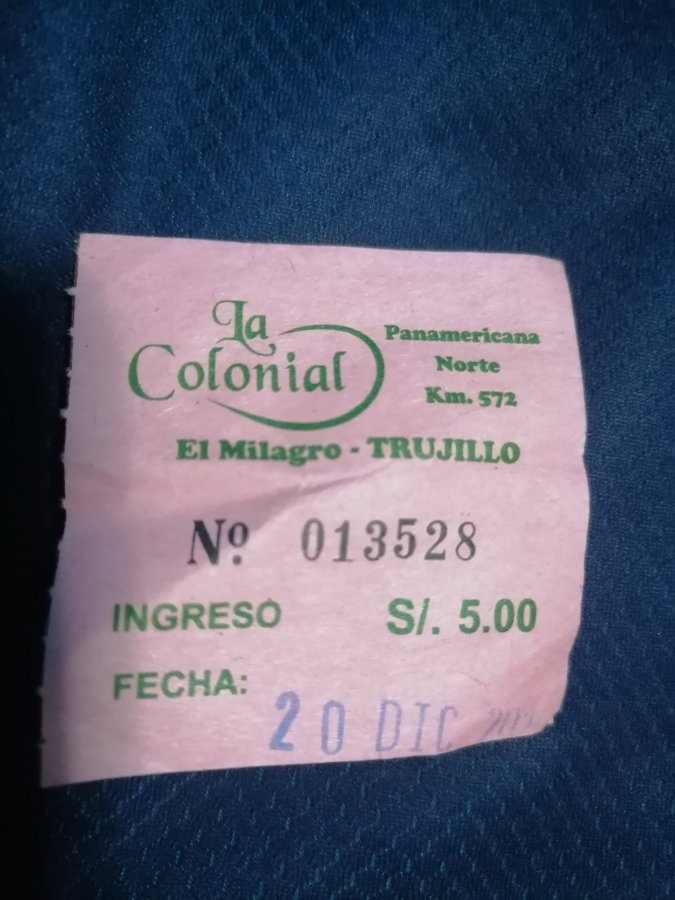 La
Colonial
Panamericana
Norte
Km. 572
El Milagro - TRUJILLO
Nº 013528
INGRESO S/. 5.00
FECHA: 20 DIC